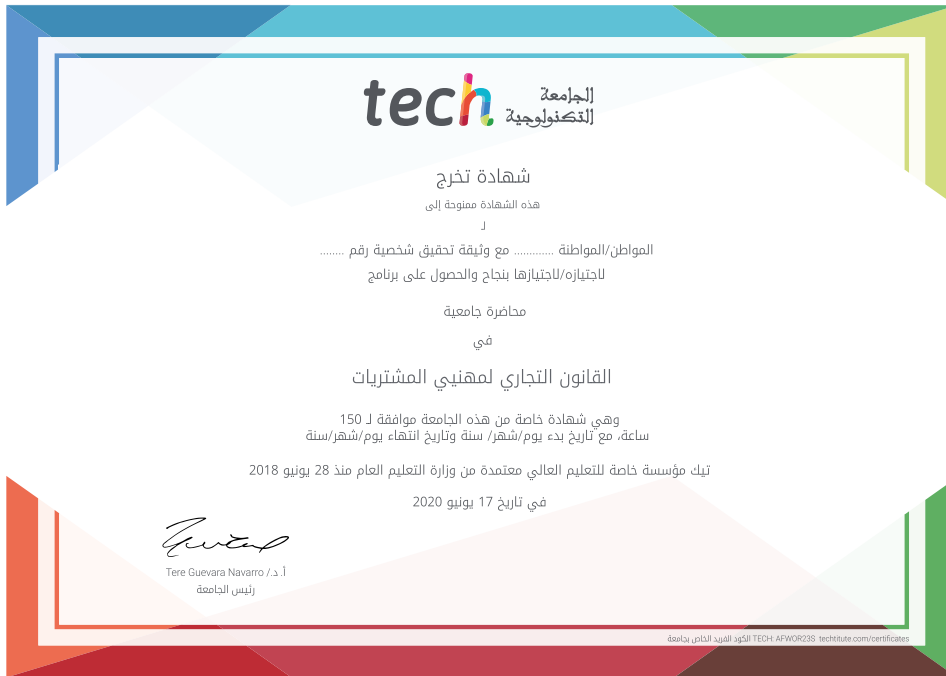 tech الجامعة
التكنولوجية
شهادة تخرج
هذه الشهادة ممنوحة إلى
لـ
المواطن/المواطنة ............ مع وثيقة تحقيق شخصية رقم ........
لاجتيازه/لاجتيازها بنجاح والحصول على برنامج
محاضرة جامعية
في
القانون التجاري لمهنيي المشتريات
وهي شهادة خاصة من هذه الجامعة موافقة لـ 150
ساعة، مع تاريخ بدء يوم/شهر/ سنة وتاريخ انتهاء يوم/شهر/سنة
تيك مؤسسة خاصة للتعليم العالي معتمدة من وزارة التعليم العام منذ 28 يونيو 2018
في تاريخ 17 يونيو 2020
أ.د./ Tere Guevara Navarro
رئيس الجامعة
الكود الفريد الخاص بجامعة TECH: AFWOR23S techtitute.com/certificates